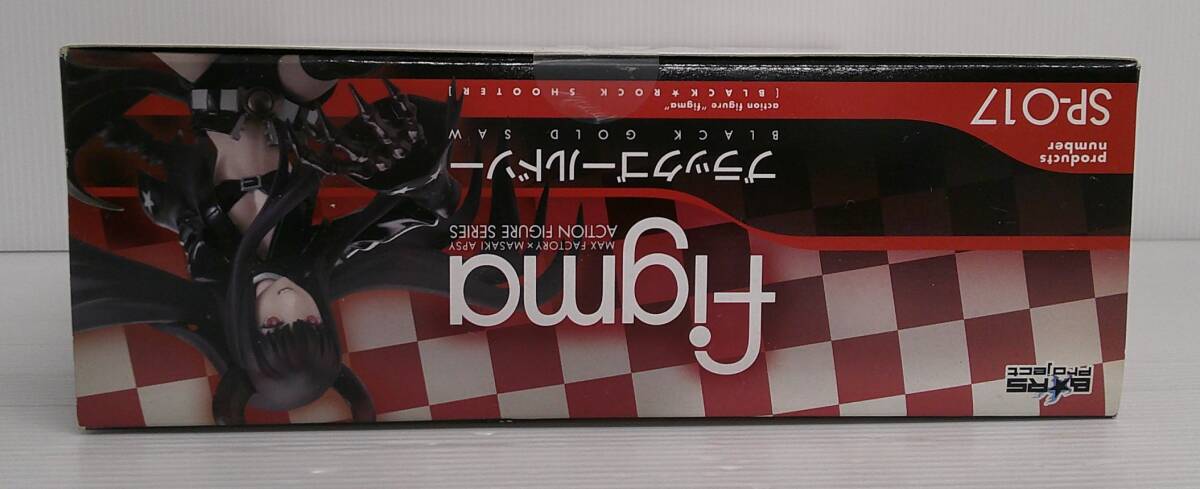 B★RS
project
figma
MAX FACTORY×MASAKI APSY
ACTION FIGURE SERIES
ブラックゴールドソー
BLACK GOLD SAW
action figure "figma"
[ BLACK★ROCK SHOOTER ]
products
number
SP-017